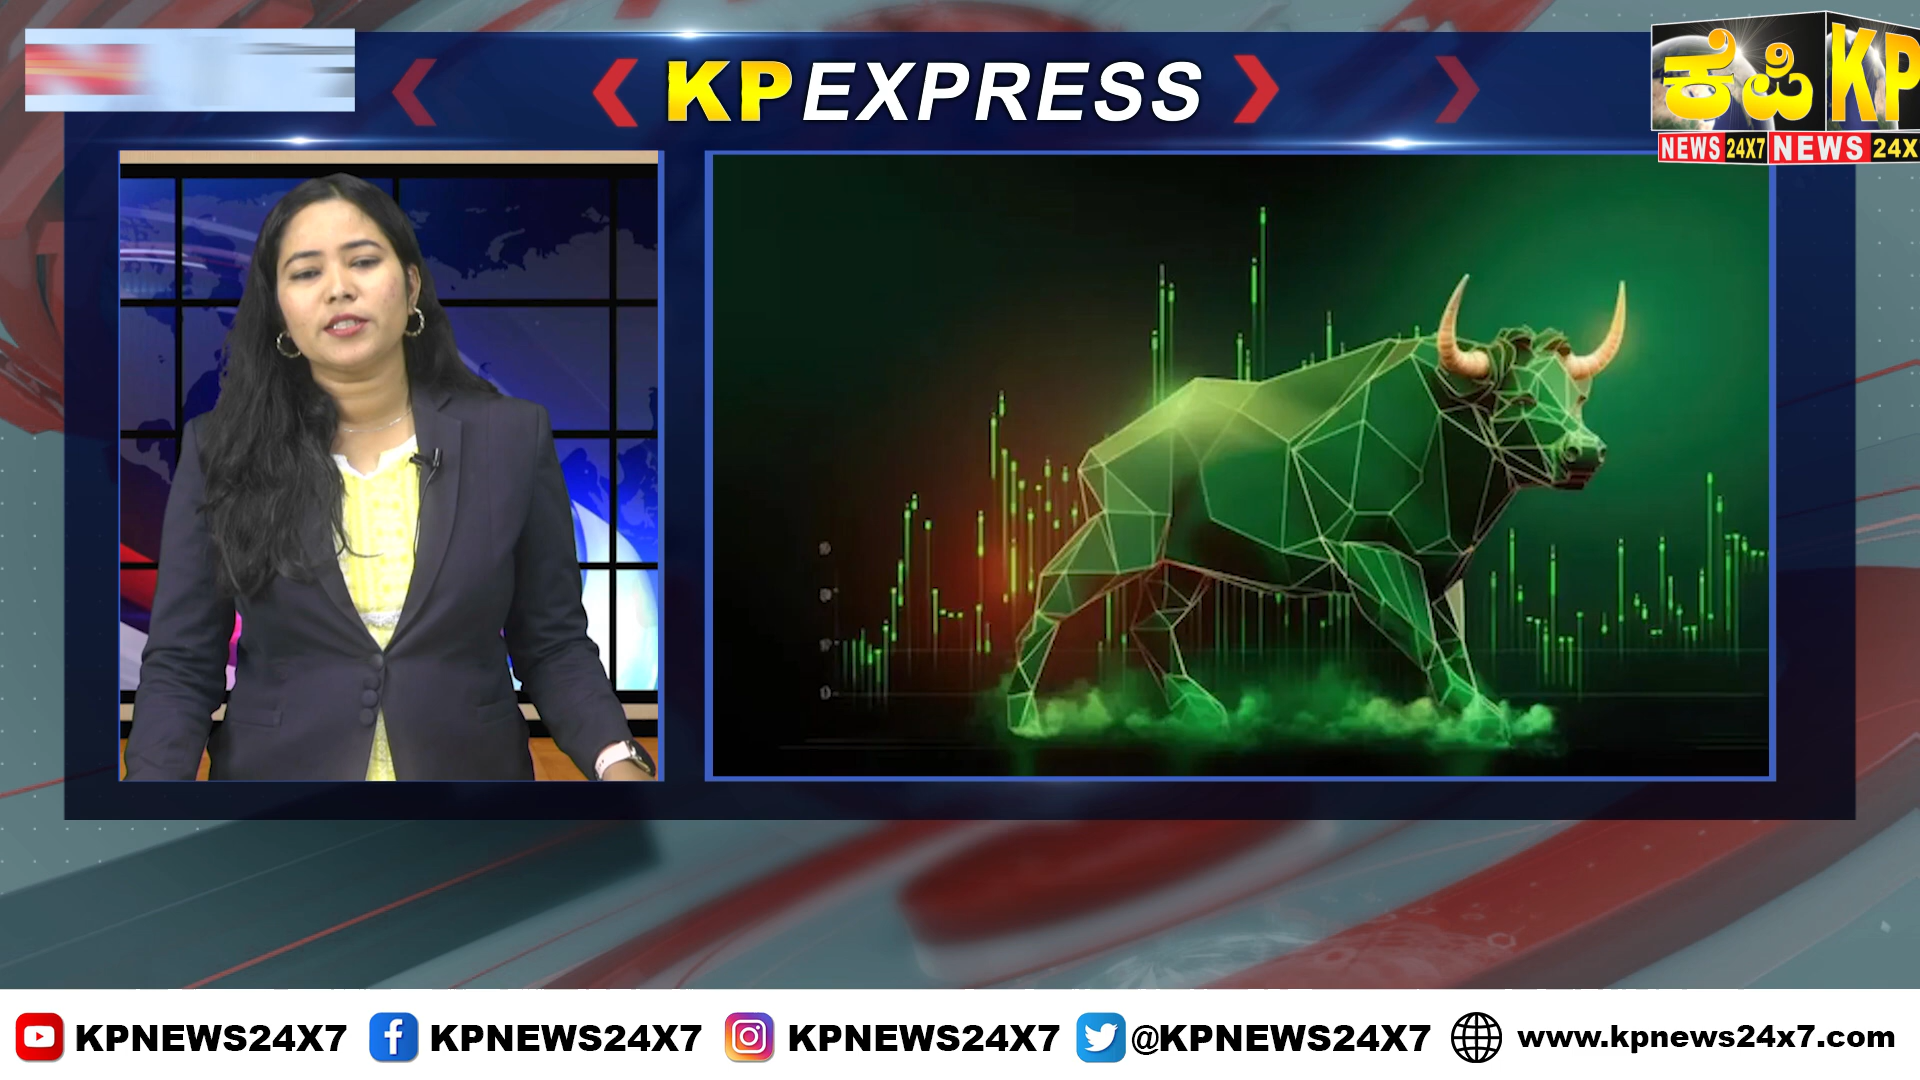 KPEXPRESS
ಕೆಪಿ KP
NEWS 24X7 NEWS 24X
KPNEWS24X7 KPNEWS24X7 KPNEWS24X7 @KPNEWS24X7 www.kpnews24x7.com